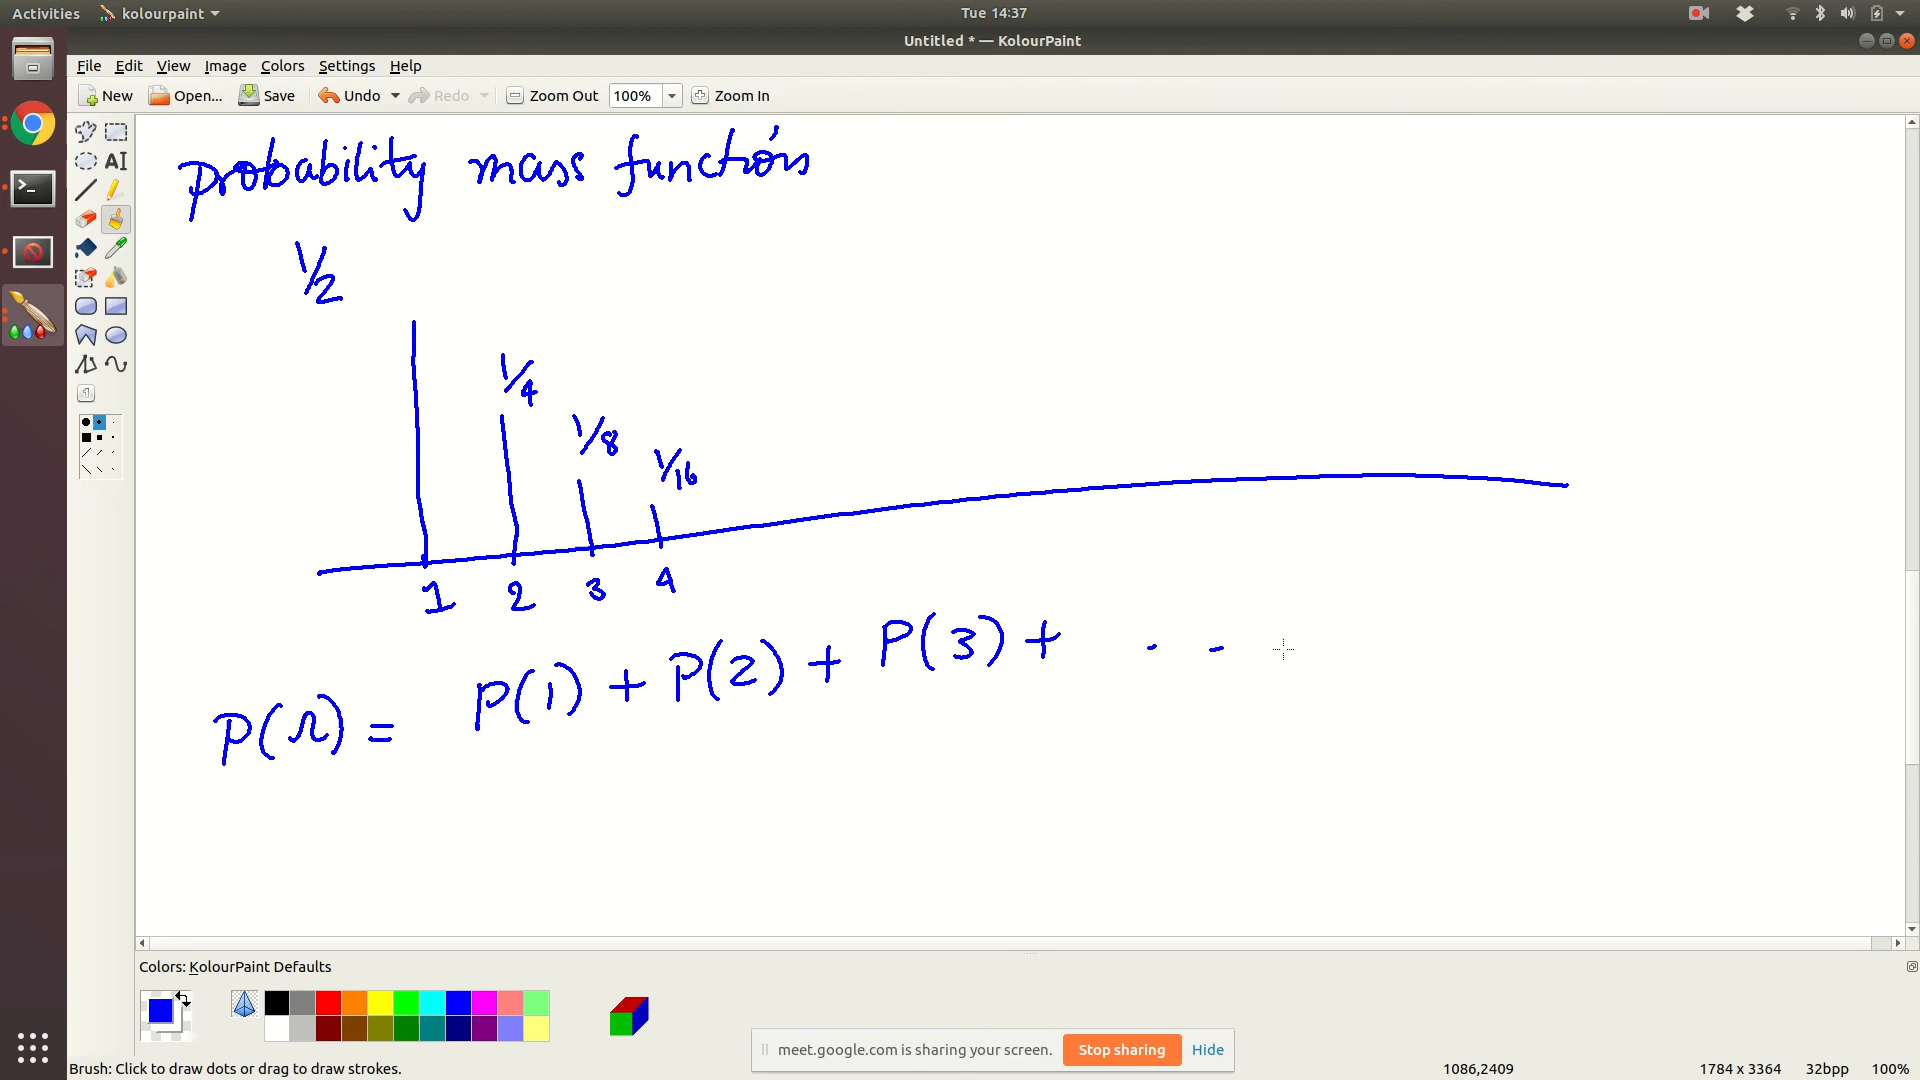 Activities kolourpaint Tue 14:37
Untitled * — KolourPaint
File Edit View Image Colors Settings Help
New Open... Save Undo Redo Zoom Out 100% Zoom In
probability mass function
1/2
1/4
1/8
1/16
1 2 3 4
P(Ω) = P(1) + P(2) + P(3) + . . 
Colors: KolourPaint Defaults
meet.google.com is sharing your screen. Stop sharing Hide
Brush: Click to draw dots or drag to draw strokes. 1086,2409 1784 x 3364 32bpp 100%